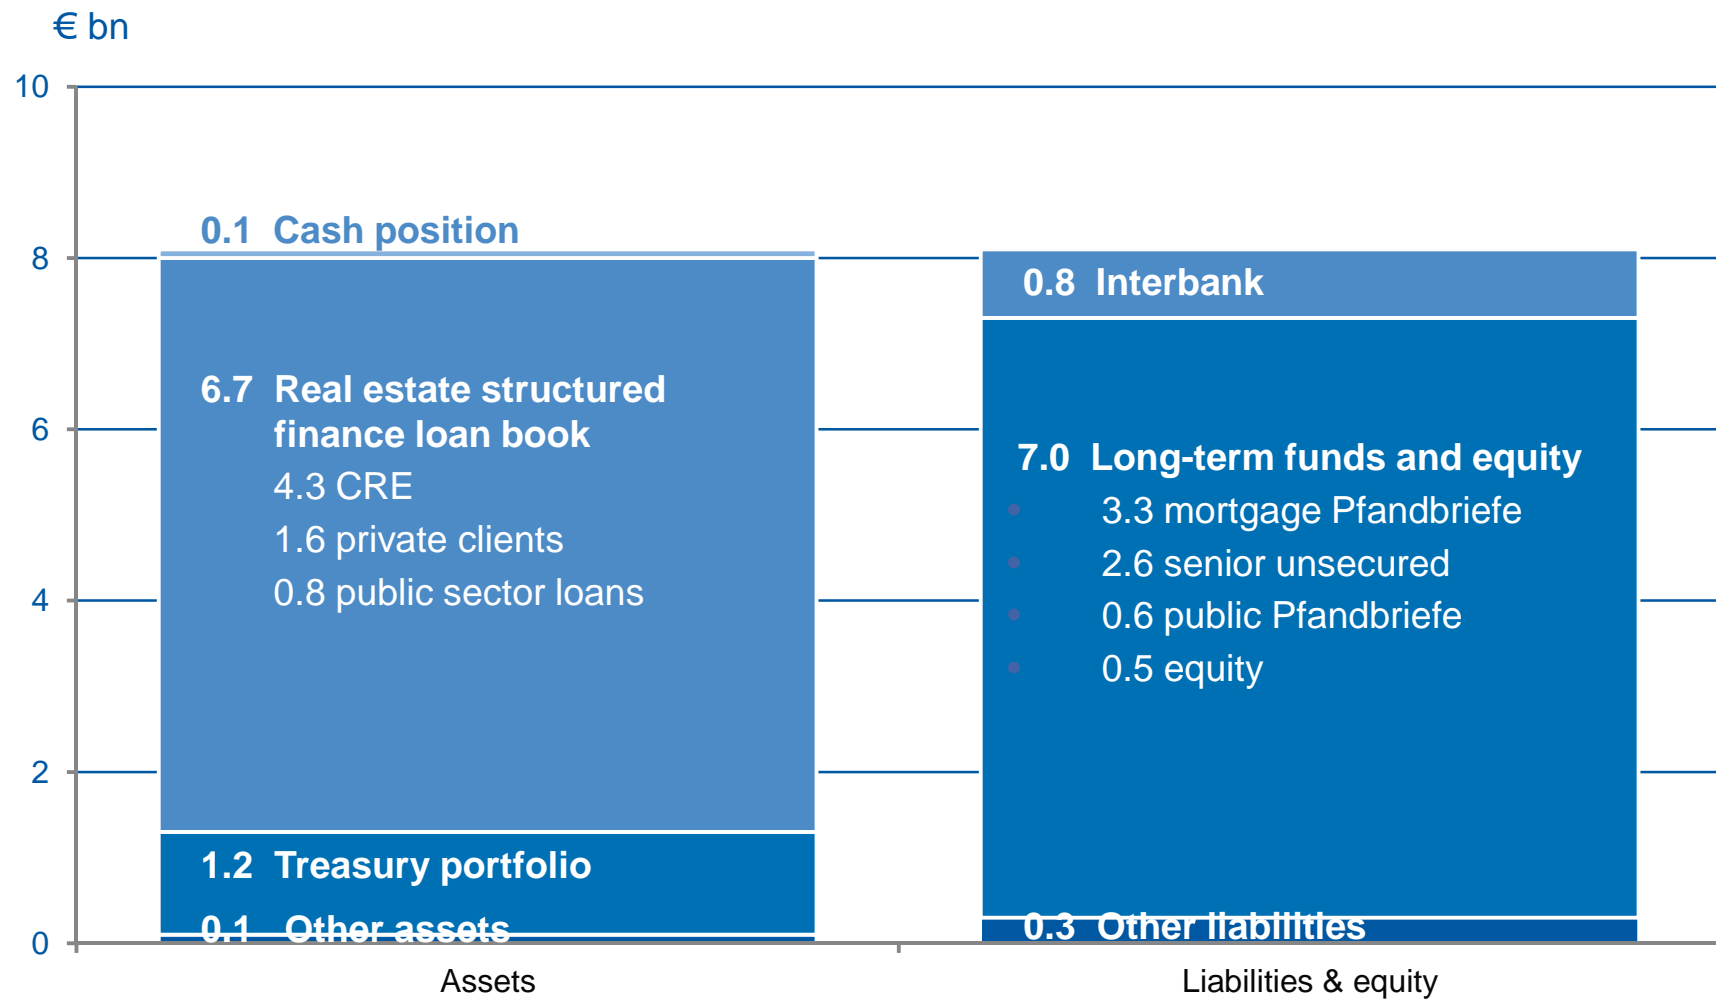 € bn
10
8
6
4
2
0
0.1 Cash position
6.7 Real estate structured
finance loan book
4.3 CRE
1.6 private clients
0.8 public sector loans
1.2 Treasury portfolio
0.1 Other assets
0.8 Interbank
7.0 Long-term funds and equity
• 3.3 mortgage Pfandbriefe
• 2.6 senior unsecured
• 0.6 public Pfandbriefe
• 0.5 equity
0.3 Other liabilities
Assets
Liabilities & equity